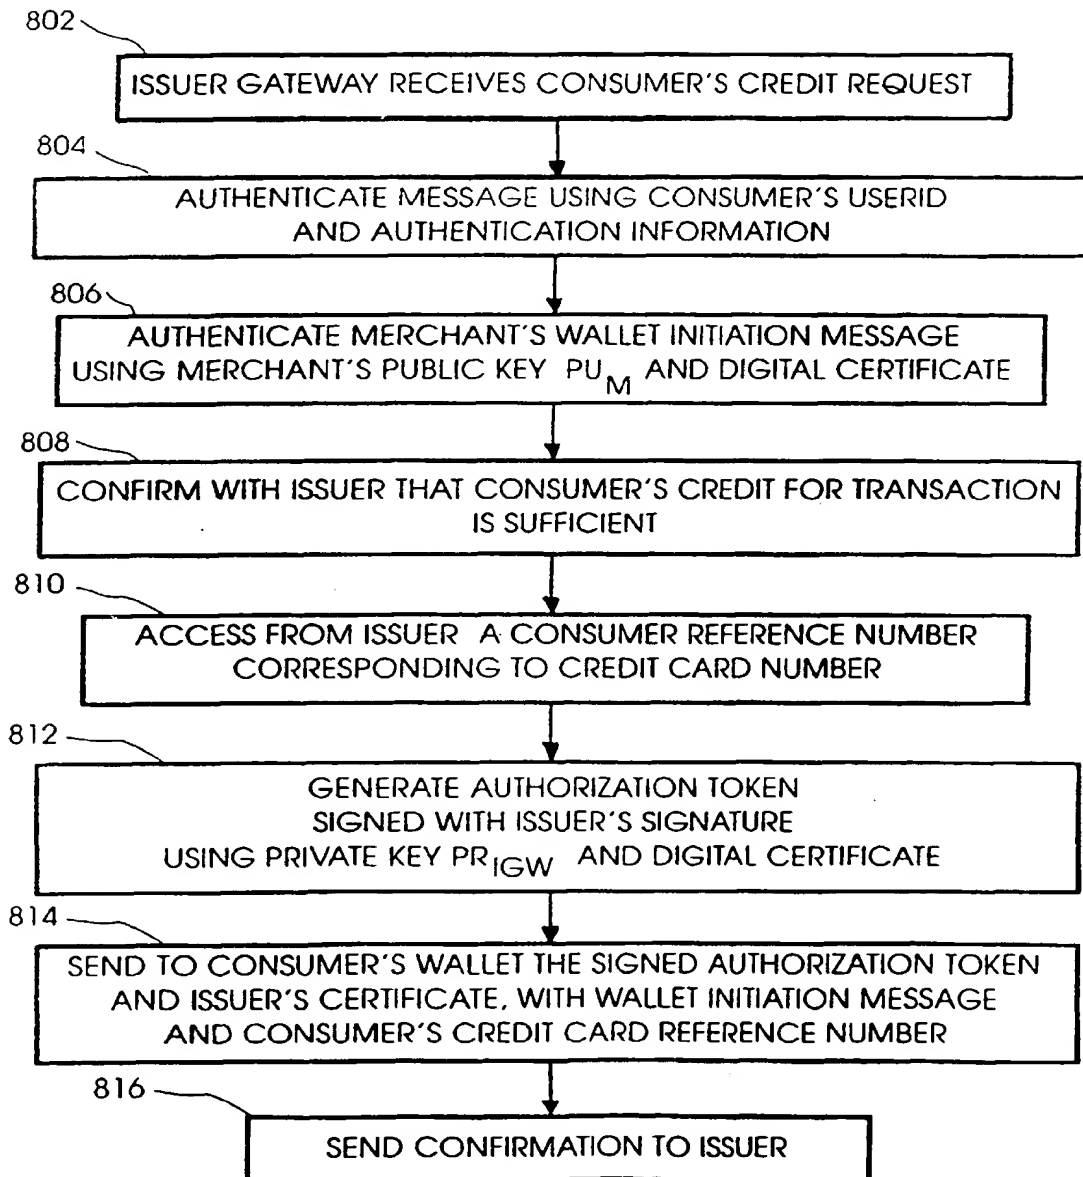 802
ISSUER GATEWAY RECEIVES CONSUMER'S CREDIT REQUEST
804
AUTHENTICATE MESSAGE USING CONSUMER'S USERID
AND AUTHENTICATION INFORMATION
806
AUTHENTICATE MERCHANT'S WALLET INITIATION MESSAGE
USING MERCHANT'S PUBLIC KEY PU_M AND DIGITAL CERTIFICATE
808
CONFIRM WITH ISSUER THAT CONSUMER'S CREDIT FOR TRANSACTION
IS SUFFICIENT
810
ACCESS FROM ISSUER A CONSUMER REFERENCE NUMBER
CORRESPONDING TO CREDIT CARD NUMBER
812
GENERATE AUTHORIZATION TOKEN
SIGNED WITH ISSUER'S SIGNATURE
USING PRIVATE KEY PR_IGW AND DIGITAL CERTIFICATE
814
SEND TO CONSUMER'S WALLET THE SIGNED AUTHORIZATION TOKEN
AND ISSUER'S CERTIFICATE, WITH WALLET INITIATION MESSAGE
AND CONSUMER'S CREDIT CARD REFERENCE NUMBER
816
SEND CONFIRMATION TO ISSUER